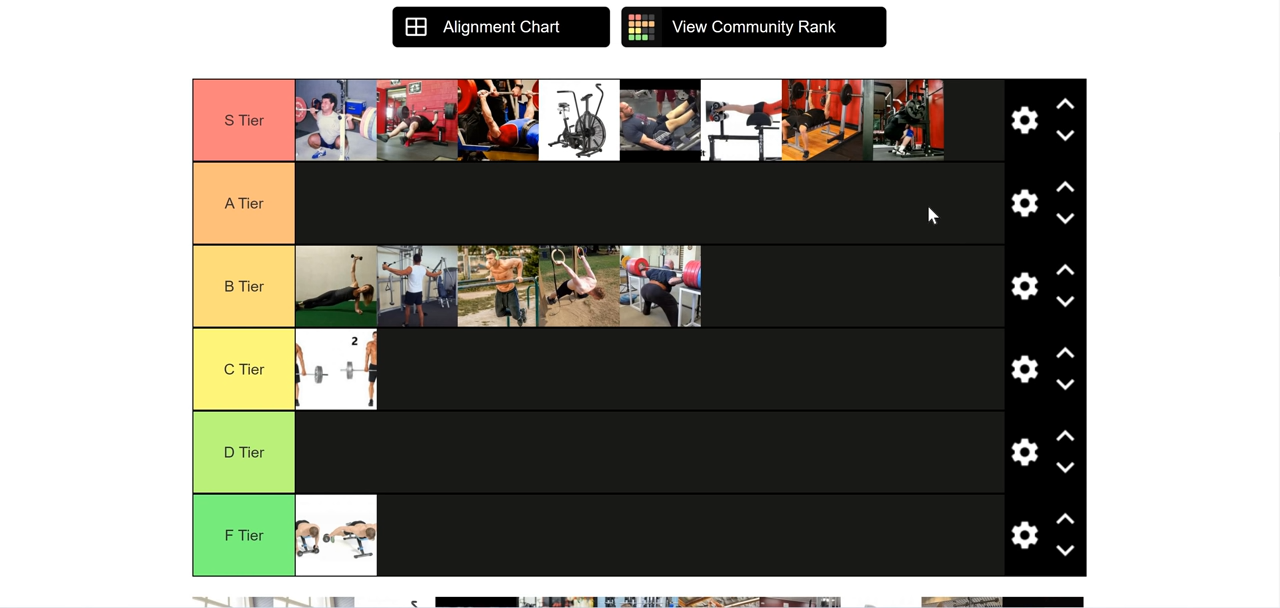 Alignment Chart
View Community Rank
S Tier
A Tier
B Tier
C Tier
2
D Tier
F Tier